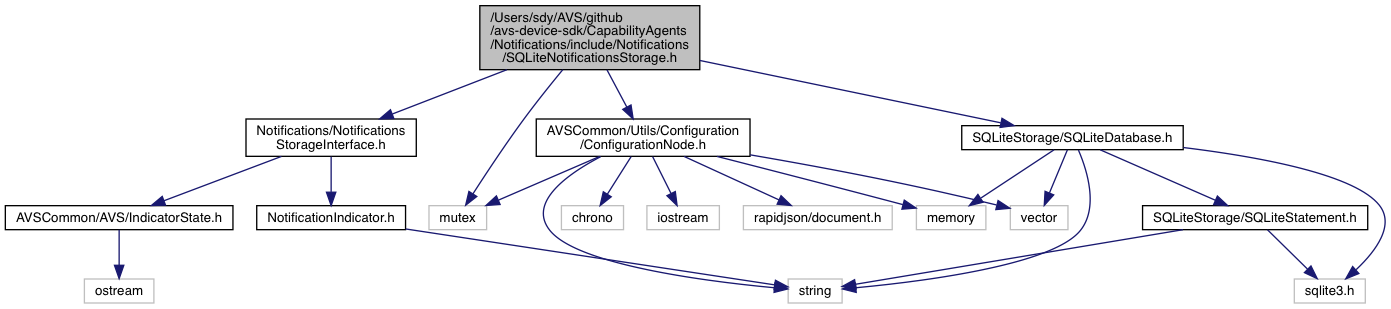 /Users/sdy/AVS/github
/avs-device-sdk/CapabilityAgents
/Notifications/include/Notifications
/SQLiteNotificationsStorage.h
Notifications/Notifications
StorageInterface.h
AVSCommon/Utils/Configuration
/ConfigurationNode.h
SQLiteStorage/SQLiteDatabase.h
AVSCommon/AVS/IndicatorState.h
NotificationIndicator.h
mutex
chrono
iostream
rapidjson/document.h
memory
vector
SQLiteStorage/SQLiteStatement.h
ostream
string
sqlite3.h